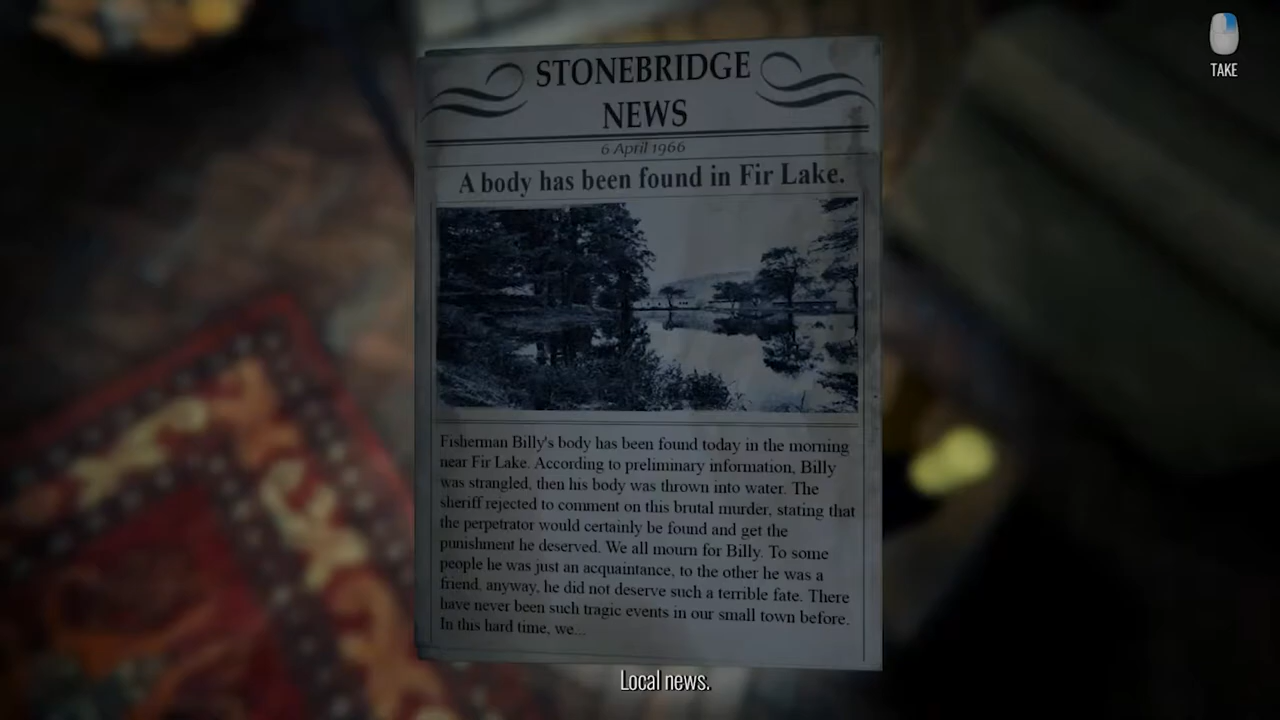 TAKE
STONEBRIDGE
NEWS
6 April 1966
A body has been found in Fir Lake.
Fisherman Billy's body has been found today in the morning
near Fir Lake. According to preliminary information, Billy
was strangled, then his body was thrown into water. The
sheriff rejected to comment on this brutal murder, stating that
the perpetrator would certainly be found and get the
punishment he deserved. We all mourn for Billy. To some
people he was just an acquaintance, to the other he was a
friend, anyway, he did not deserve such a terrible fate. There
have never been such tragic events in our small town before.
In this hard time, we...
Local news.